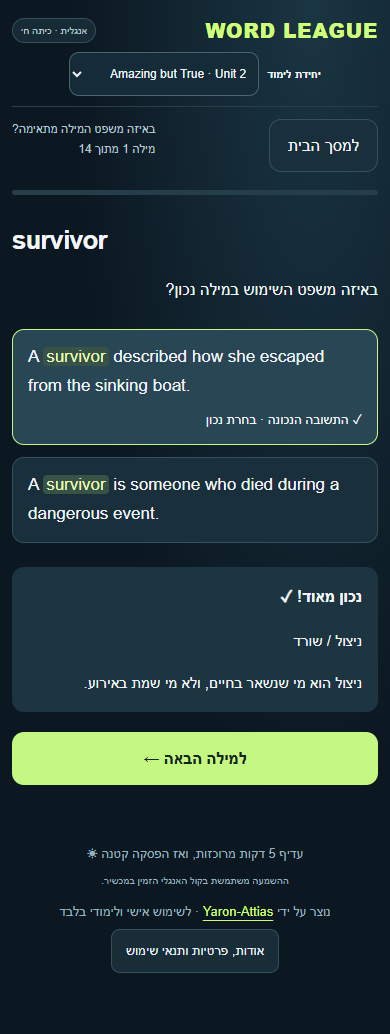 WORD LEAGUE
אנגלית · כיתה ח׳
יחידת לימוד
Amazing but True · Unit 2
למסך הבית
באיזה משפט המילה מתאימה?
מילה 1 מתוך 14
survivor
באיזה משפט השימוש במילה נכון?
A survivor described how she escaped
from the sinking boat.
✓ התשובה הנכונה · בחרת נכון
A survivor is someone who died during a
dangerous event.
נכון מאוד! ✓
ניצול / שורד
ניצול הוא מי שנשאר בחיים, ולא מי שמת באירוע.
למילה הבאה ←
עדיף 5 דקות מרוכזות, ואז הפסקה קטנה ☀
ההשמעה משתמשת בקול האנגלי הזמין במכשיר.
נוצר על ידי Yaron-Attias · לשימוש אישי ולימודי בלבד
אודות, פרטיות ותנאי שימוש